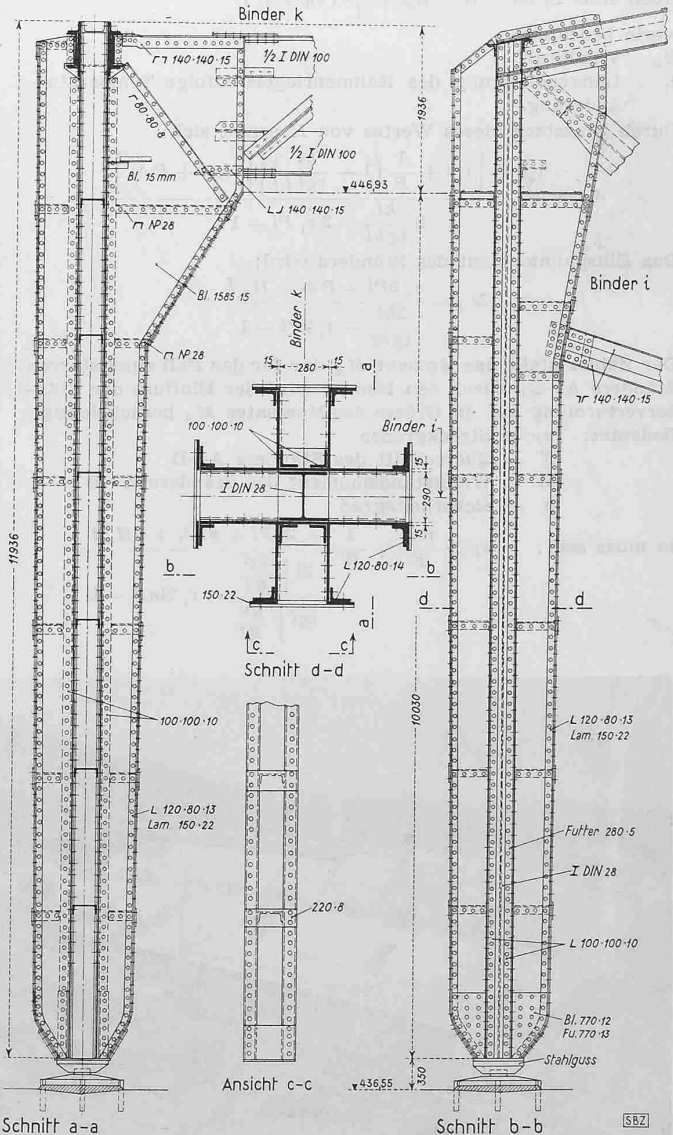 Binder k
⅂⅂ 140·140·15
½ I DIN 100
80·80·8
½ I DIN 100
Bl. 15 mm
446,93
1936
L⅃ 140·140·15
NP 28
Bl. 1585·15
NP 28
Binder k
Binder i
15
280
15
a
100·100·10
Binder i
I DIN 28
15
290
15
b
b
L 120·80·14
150·22
a
c
c
Schnitt d-d
140·140·15
d
d
11936
10030
100·100·10
L 120·80·13
Lam. 150·22
L 120·80·13
Lam. 150·22
Futter 280·5
I DIN 28
220·8
L 100·100·10
Bl. 770·12
Fu. 770·13
Stahlguss
Ansicht c-c
436,55
350
Schnitt a-a
Schnitt b-b
SBZ